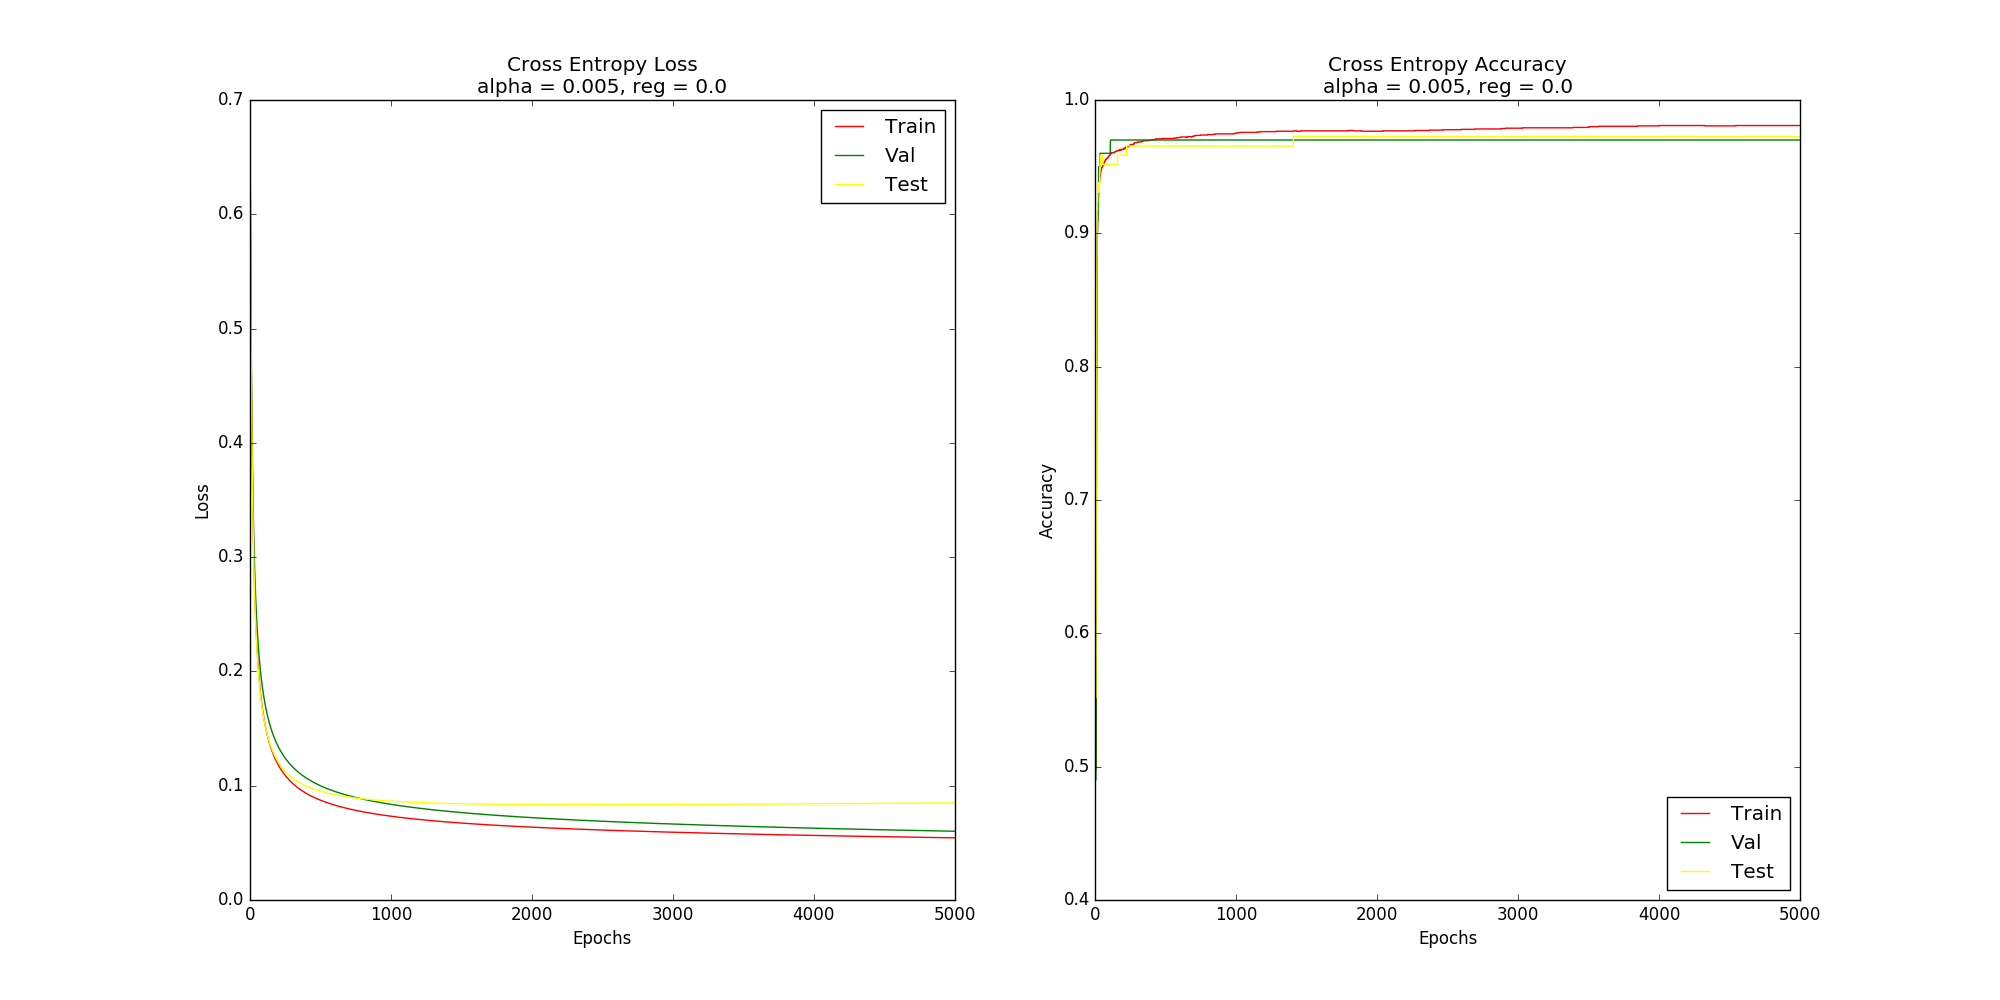 Cross Entropy Loss
alpha = 0.005, reg = 0.0
0.7
0.6
0.5
0.4
0.3
0.2
0.1
0.0
Loss
0
1000
2000
3000
4000
5000
Epochs
Train
Val
Test
Cross Entropy Accuracy
alpha = 0.005, reg = 0.0
1.0
0.9
0.8
0.7
0.6
0.5
0.4
Accuracy
0
1000
2000
3000
4000
5000
Epochs
Train
Val
Test